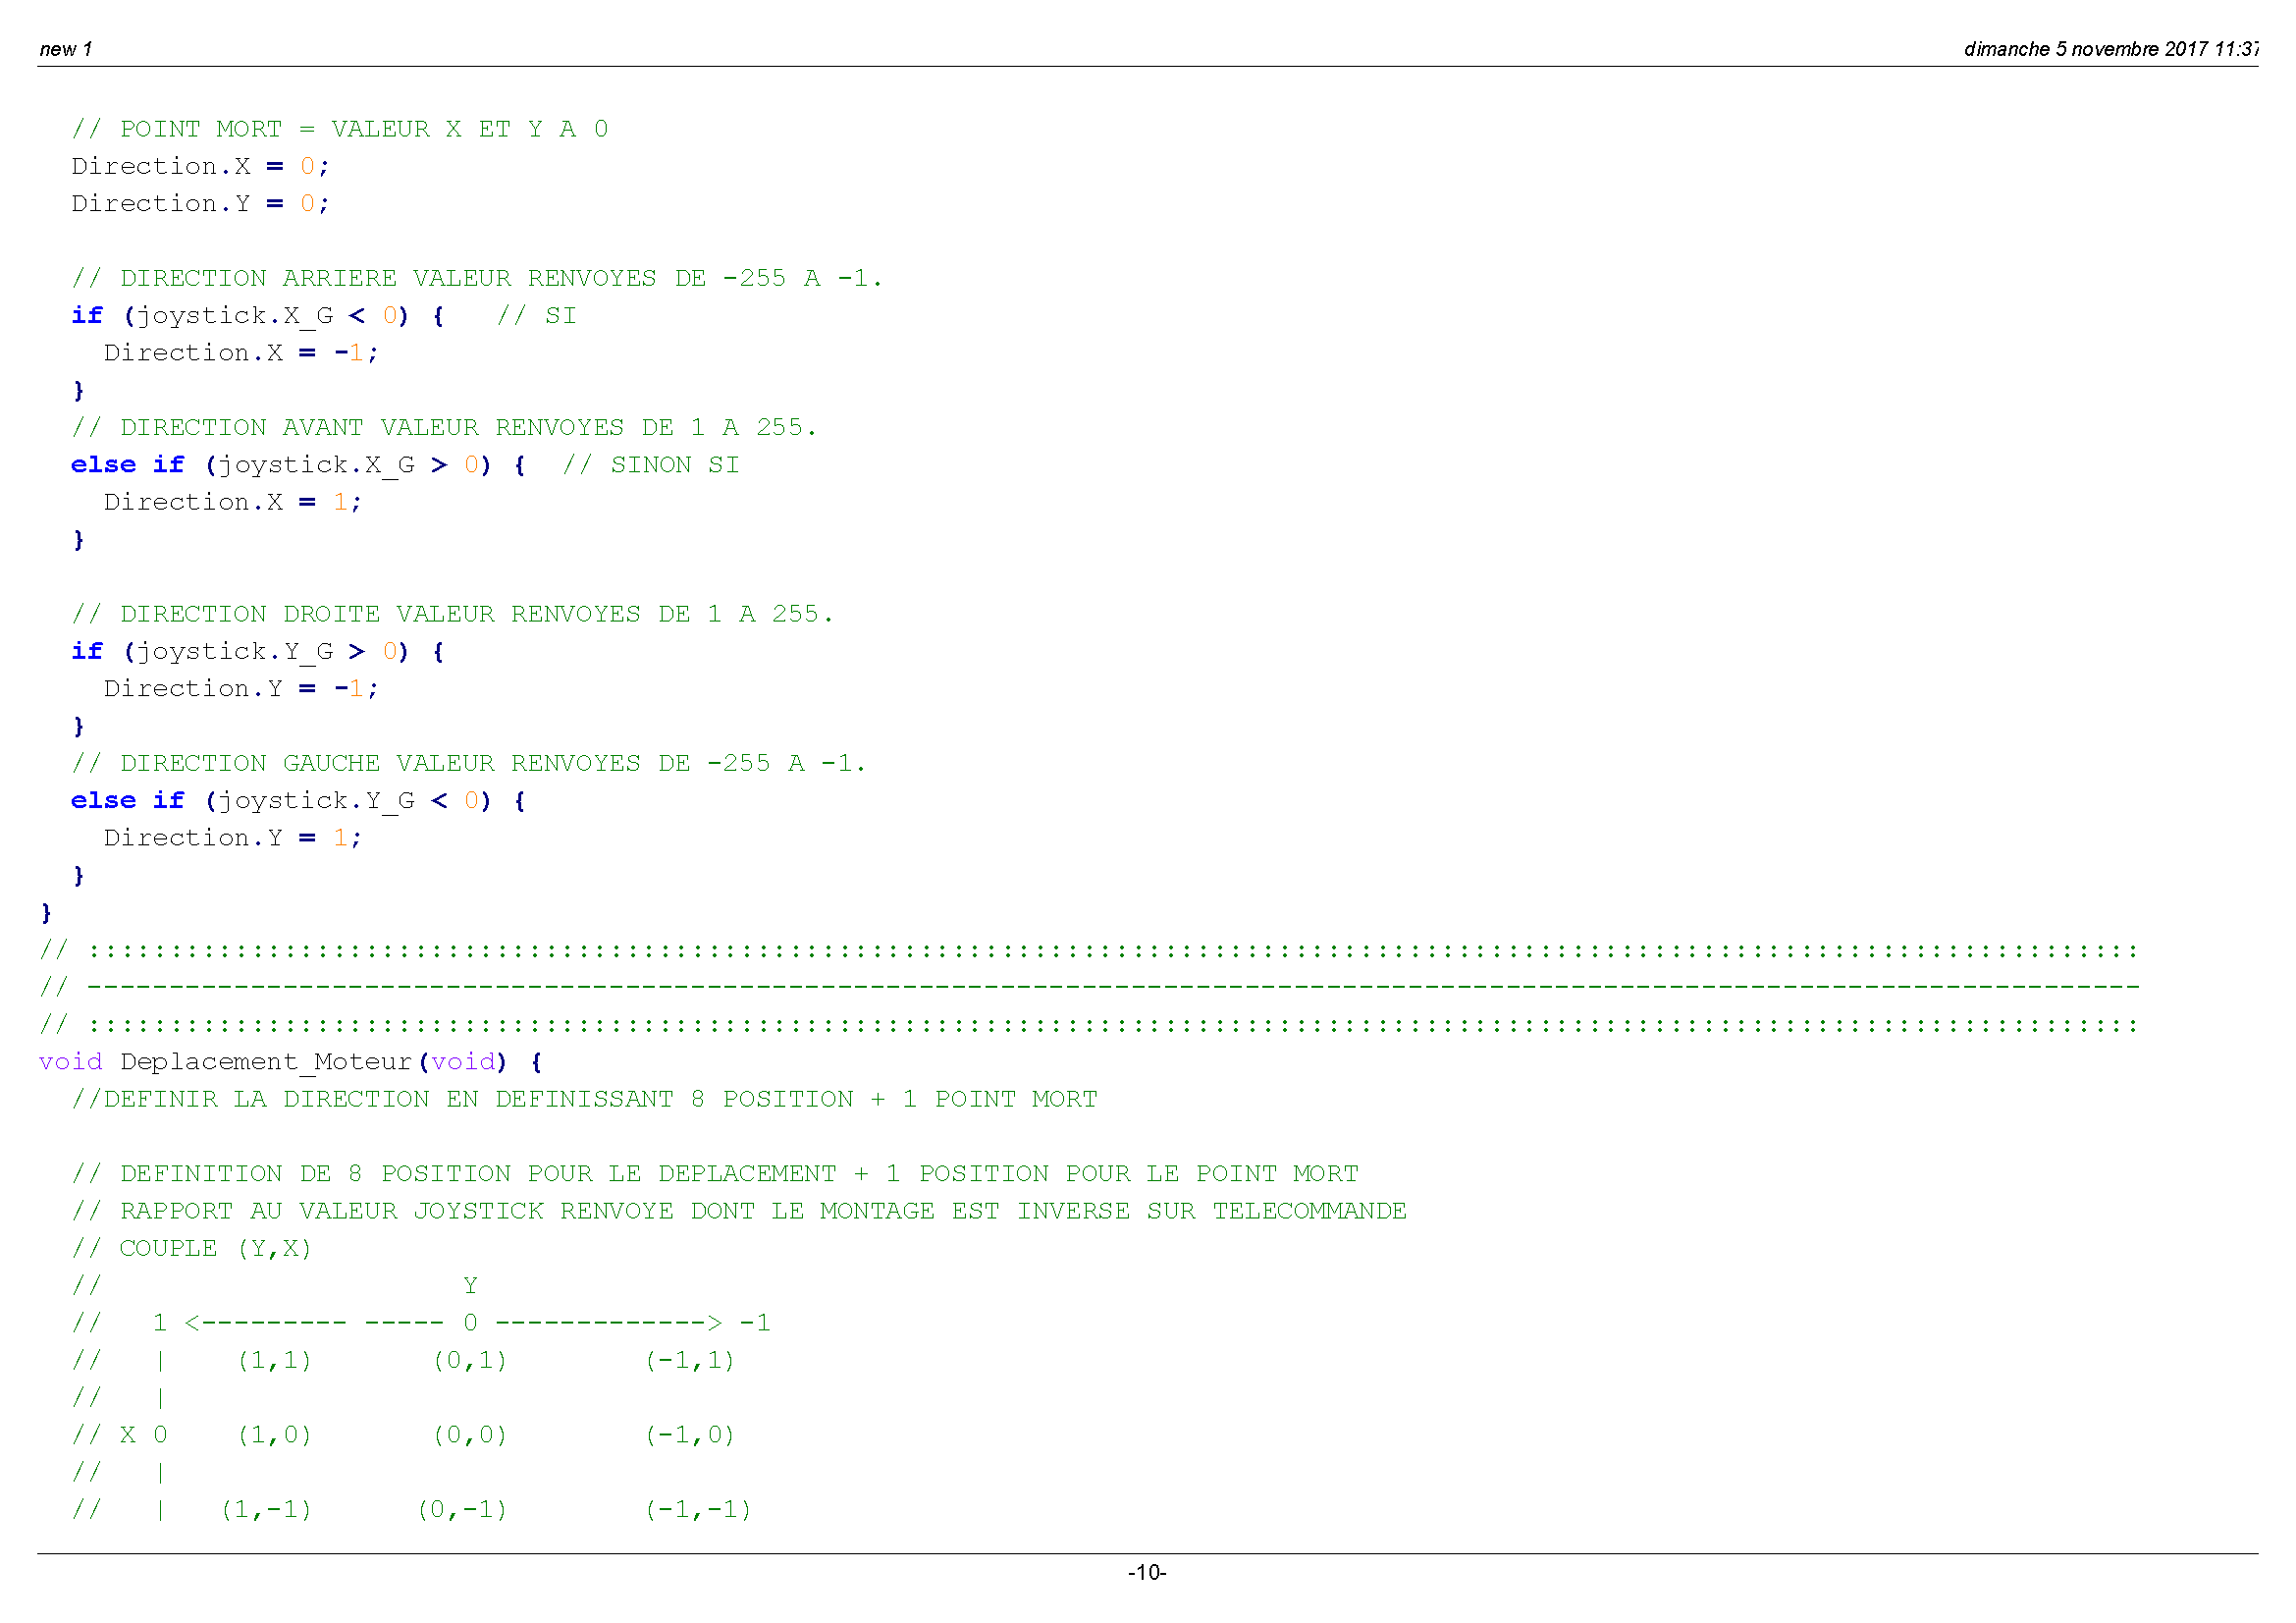 new 1
dimanche 5 novembre 2017 11:37
// POINT MORT = VALEUR X ET Y A 0
Direction.X = 0;
Direction.Y = 0;
// DIRECTION ARRIERE VALEUR RENVOYES DE -255 A -1.
if (joystick.X_G < 0) {   // SI
Direction.X = -1;
}
// DIRECTION AVANT VALEUR RENVOYES DE 1 A 255.
else if (joystick.X_G > 0) {  // SINON SI
Direction.X = 1;
}
// DIRECTION DROITE VALEUR RENVOYES DE 1 A 255.
if (joystick.Y_G > 0) {
Direction.Y = -1;
}
// DIRECTION GAUCHE VALEUR RENVOYES DE -255 A -1.
else if (joystick.Y_G < 0) {
Direction.Y = 1;
}
}
// ::::::::::::::::::::::::::::::::::::::::::::::::::::::::::::::::::::::::::::::::::::::::::::::::::::::::::::::::::::::::::::::
// ------------------------------------------------------------------------------------------------------------------------------
// ::::::::::::::::::::::::::::::::::::::::::::::::::::::::::::::::::::::::::::::::::::::::::::::::::::::::::::::::::::::::::::::
void Deplacement_Moteur(void) {
//DEFINIR LA DIRECTION EN DEFINISSANT 8 POSITION + 1 POINT MORT
// DEFINITION DE 8 POSITION POUR LE DEPLACEMENT + 1 POSITION POUR LE POINT MORT
// RAPPORT AU VALEUR JOYSTICK RENVOYE DONT LE MONTAGE EST INVERSE SUR TELECOMMANDE
// COUPLE (Y,X)
//                      Y
//   1 <--------- ----- 0 -------------> -1
//   |    (1,1)       (0,1)        (-1,1)
//   |
// X 0    (1,0)       (0,0)        (-1,0)
//   |
//   |   (1,-1)      (0,-1)        (-1,-1)
-10-